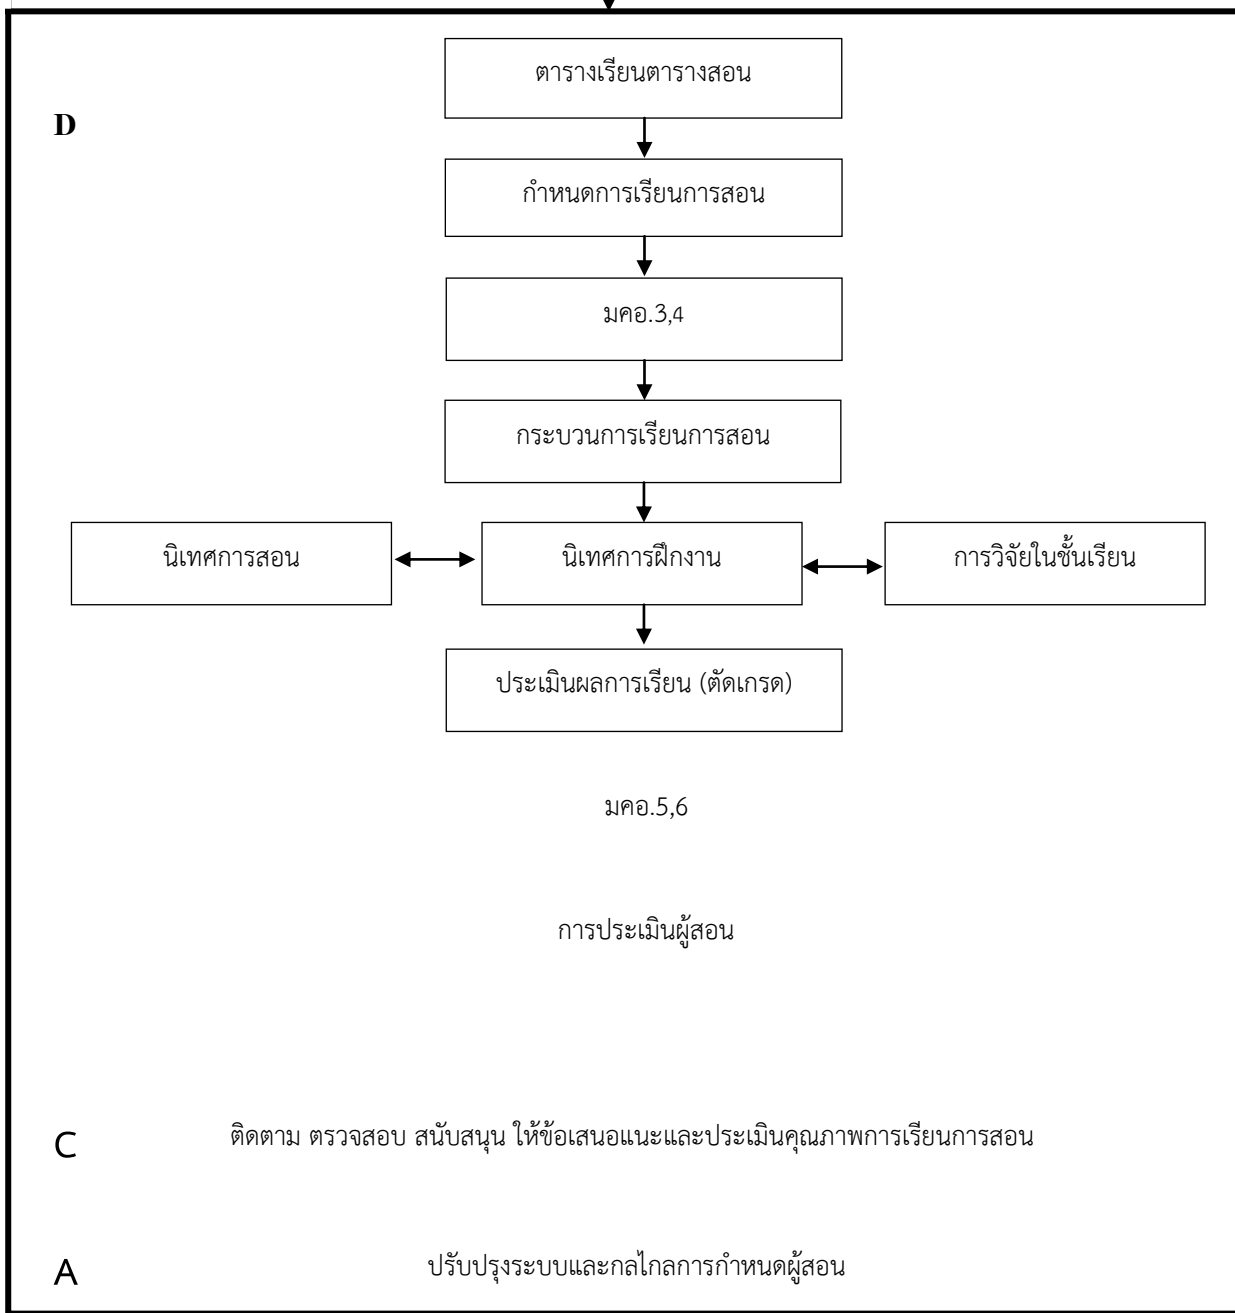 ตารางเรียนตารางสอน
D
กำหนดการเรียนการสอน
มคอ.3,4
กระบวนการเรียนการสอน
นิเทศการสอน
นิเทศการฝึกงาน
การวิจัยในชั้นเรียน
ประเมินผลการเรียน (ตัดเกรด)
มคอ.5,6
การประเมินผู้สอน
C
ติดตาม ตรวจสอบ สนับสนุน ให้ข้อเสนอแนะและประเมินคุณภาพการเรียนการสอน
A
ปรับปรุงระบบและกลไกลการกำหนดผู้สอน